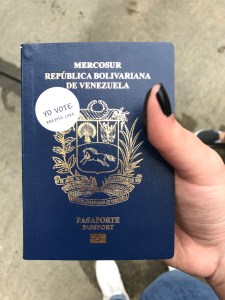 MERCOSUR
REPÚBLICA BOLIVARIANA
DE VENEZUELA
YO VOTÉ
PASAPORTE
PASSPORT